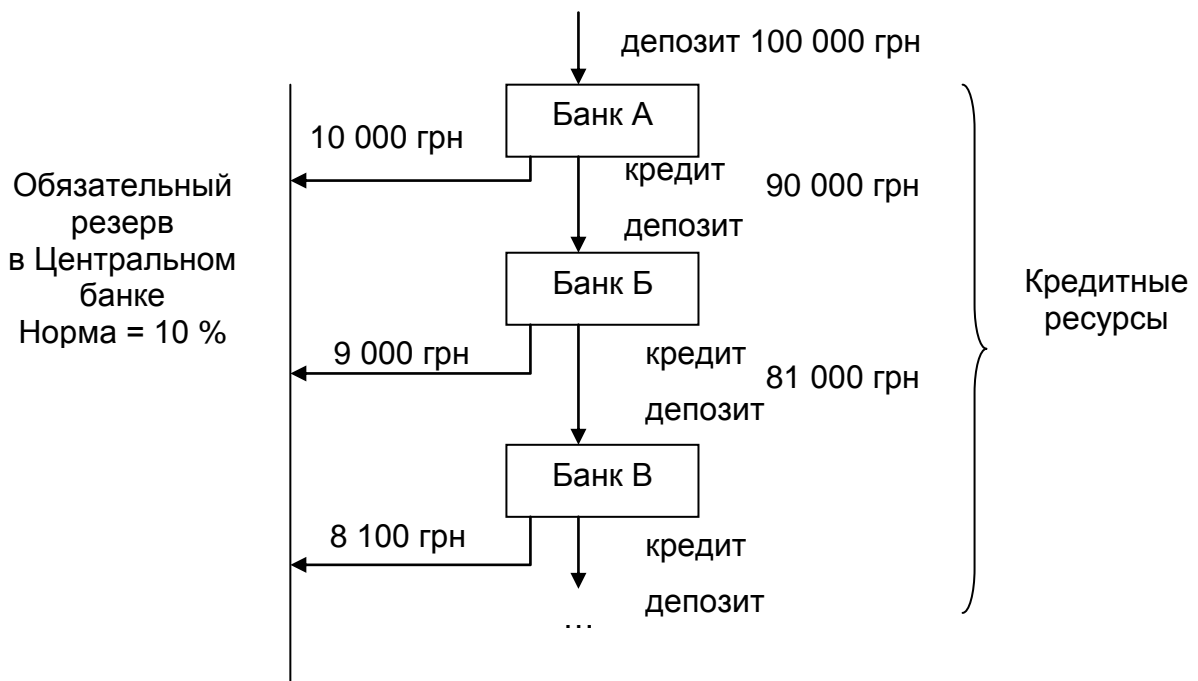 депозит 100 000 грн
Банк А
10 000 грн
кредит
90 000 грн
депозит
Обязательный
резерв
в Центральном
банке
Норма = 10 %
Банк Б
Кредитные
ресурсы
9 000 грн
кредит
81 000 грн
депозит
Банк В
8 100 грн
кредит
депозит
...